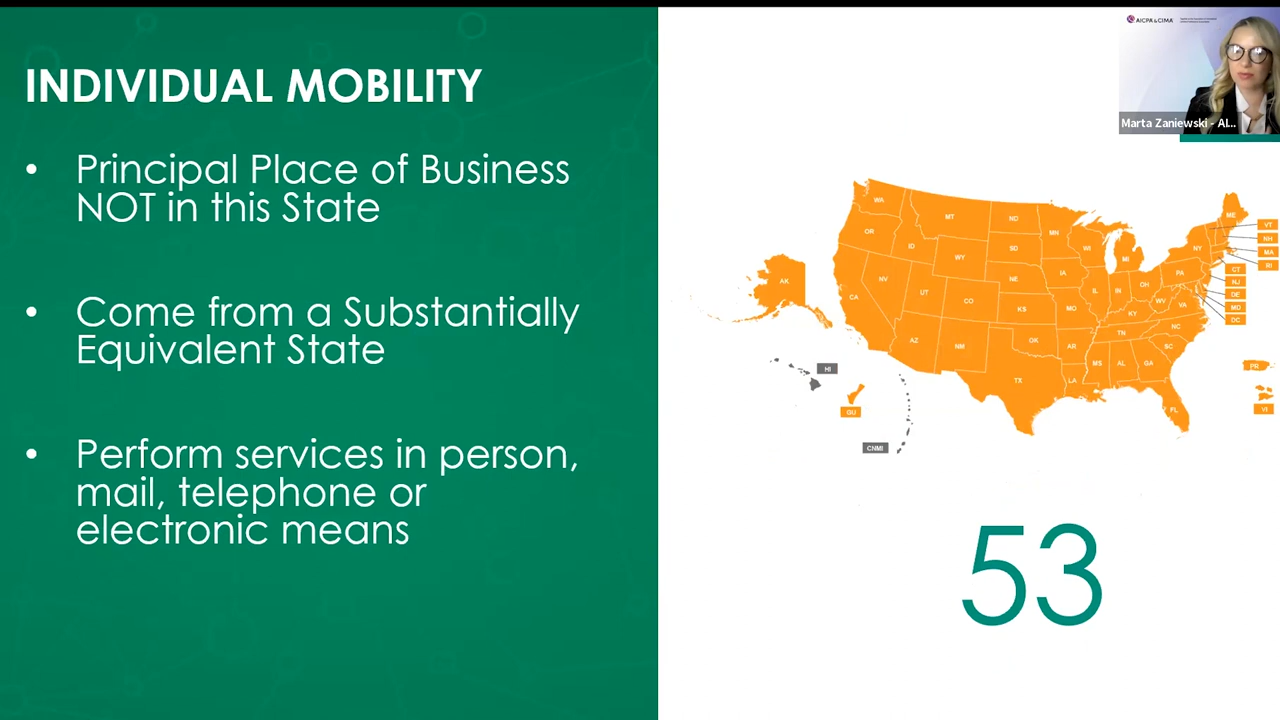 AICPA & CIMA
INDIVIDUAL MOBILITY
Marta Zaniewski - AI...
• Principal Place of Business
NOT in this State
• Come from a Substantially
Equivalent State
• Perform services in person,
mail, telephone or
electronic means
WA
MT
ND
MN
ME
VT
OR
ID
SD
WI
NY
NH
WY
MI
MA
RI
NV
NE
IA
PA
CT
AK
UT
CO
IL
IN
OH
NJ
CA
KS
MO
WV
VA
DE
KY
MD
NC
DC
AZ
NM
OK
AR
TN
SC
MS
AL
GA
HI
TX
LA
PR
GU
FL
VI
CNMI
53